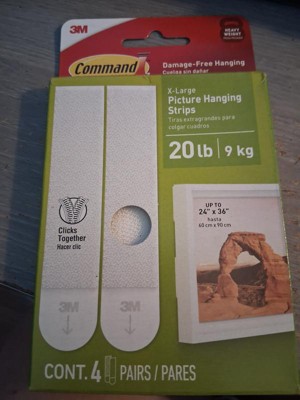 3M
Command
Damage-Free Hanging
Cuelga sin dañar
HEAVY
WEIGHT
X-Large
Picture Hanging
Strips
Tiras extragrandes para
colgar cuadros
20 lb | 9 kg
UP TO
24" x 36"
hasta
60 cm x 90 cm
Clicks
Together
Hacer clic
3M
3M
CONT. 4 PAIRS / PARES